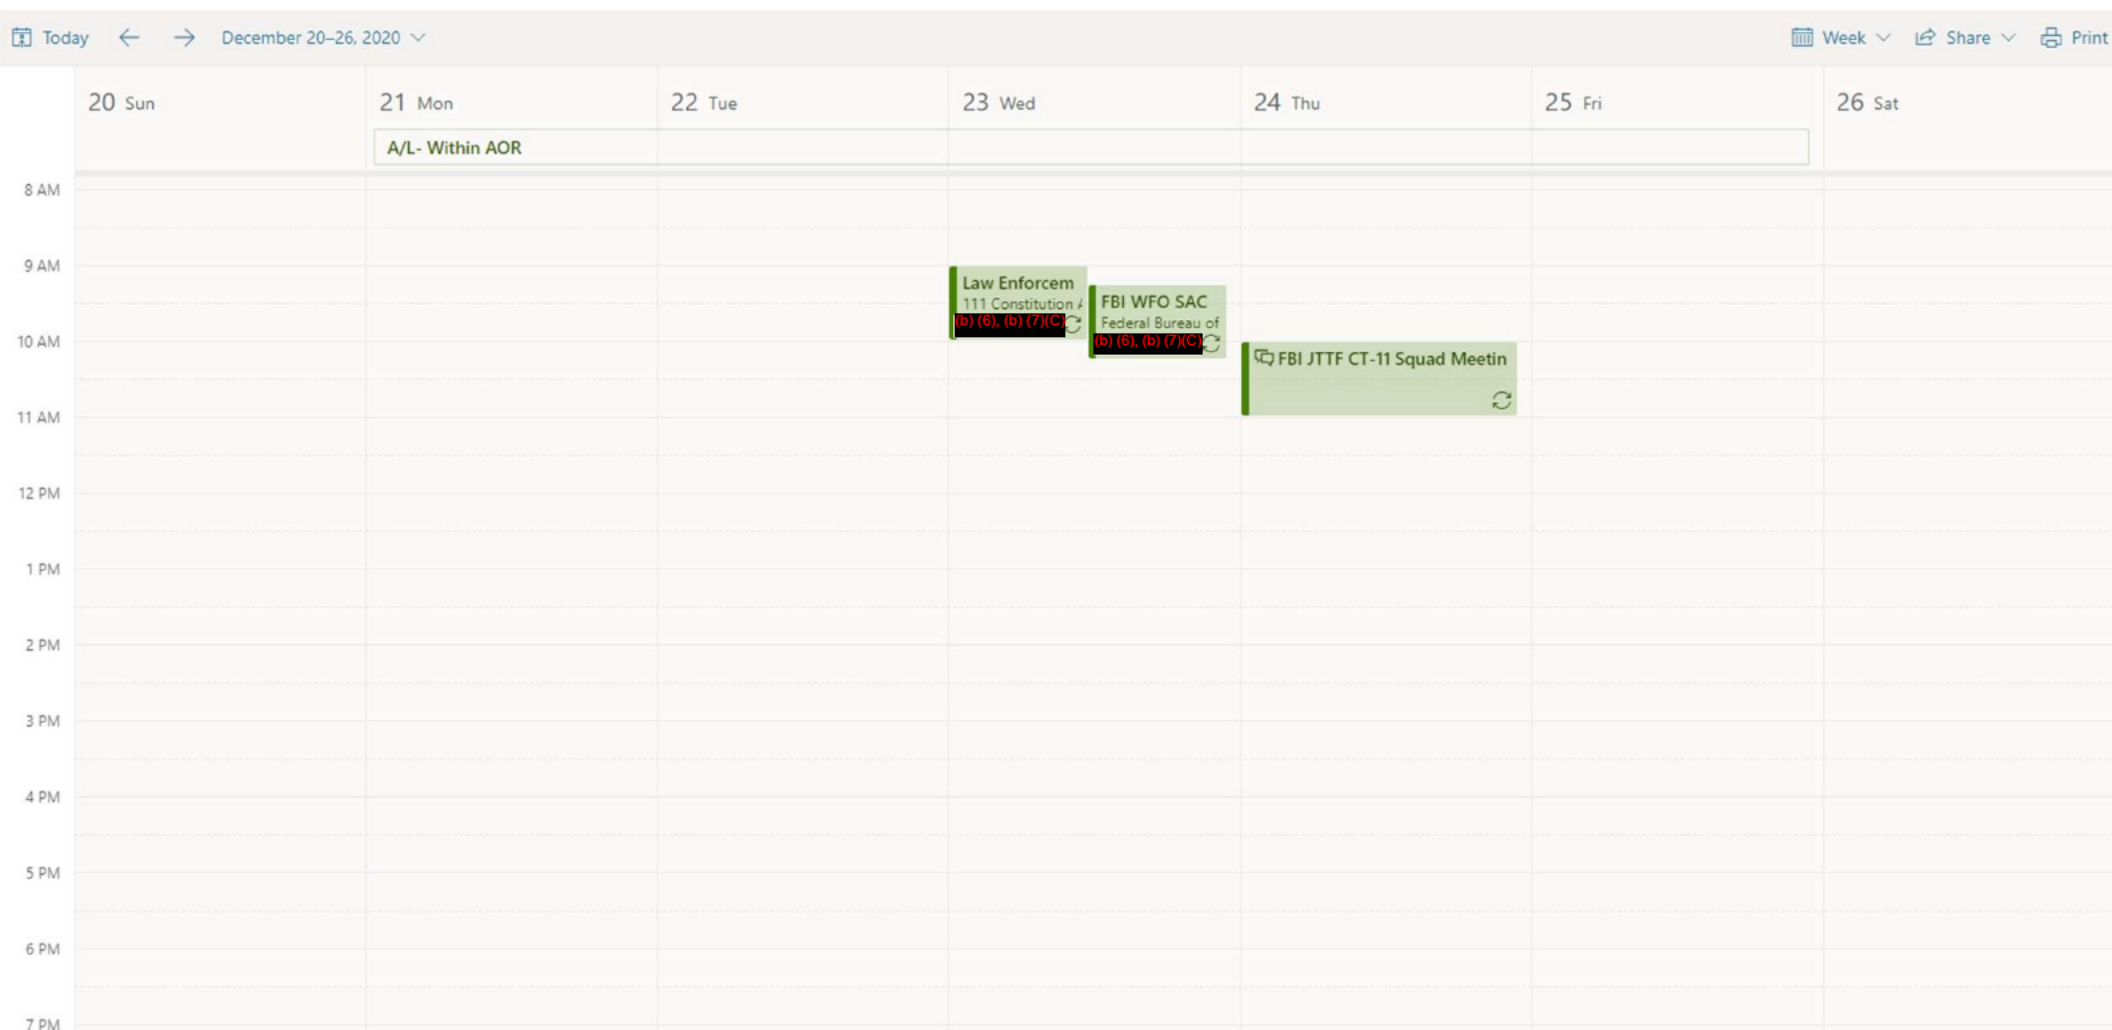 Today December 20–26, 2020 Week Share Print
20 Sun 21 Mon 22 Tue 23 Wed 24 Thu 25 Fri 26 Sat
A/L- Within AOR
8 AM
9 AM
Law Enforcem
111 Constitution A
(b) (6), (b) (7)(C)
FBI WFO SAC
Federal Bureau of
(b) (6), (b) (7)(C)
10 AM
FBI JTTF CT-11 Squad Meetin
11 AM
12 PM
1 PM
2 PM
3 PM
4 PM
5 PM
6 PM
7 PM